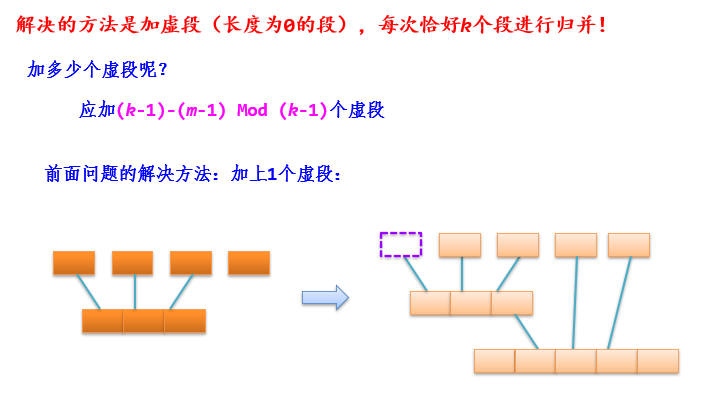 解决的方法是加虚段（长度为0的段），每次恰好k个段进行归并！
加多少个虚段呢？
应加(k-1)-(m-1) Mod (k-1)个虚段
前面问题的解决方法：加上1个虚段：